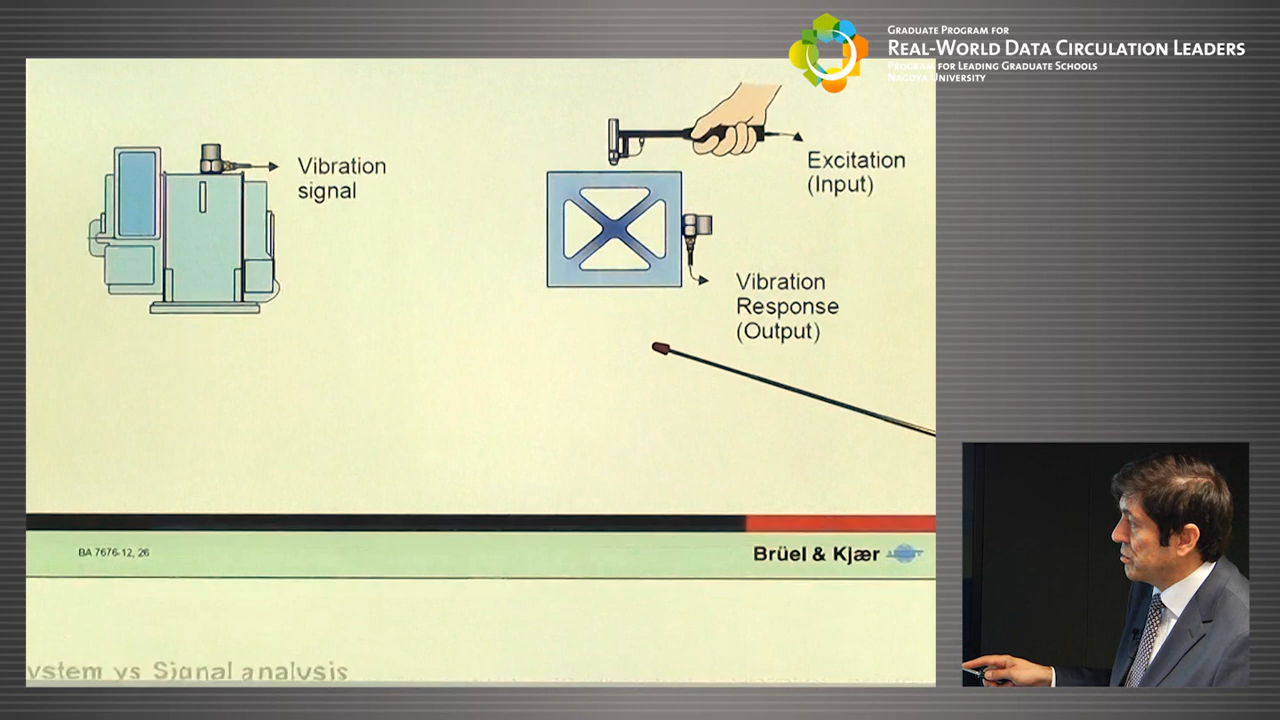 GRADUATE PROGRAM FOR
REAL-WORLD DATA CIRCULATION LEADERS
PROGRAM FOR LEADING GRADUATE SCHOOLS
NAGOYA UNIVERSITY
Vibration
signal
Excitation
(Input)
Vibration
Response
(Output)
BA 7676-12, 26
Brüel & Kjær
ystem vs Signal analysis